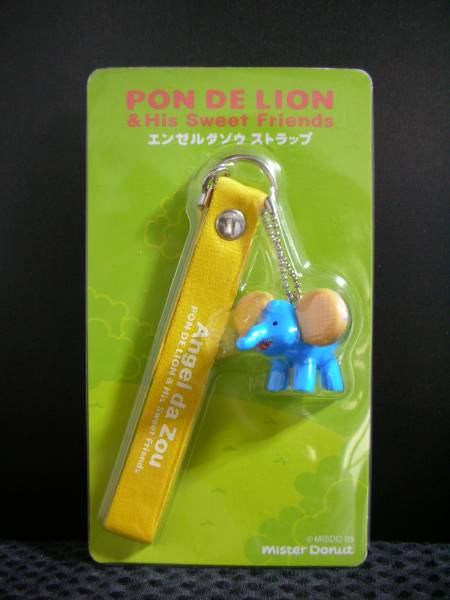 PON DE LION
& His Sweet Friends
エンゼルダゾウ ストラップ
Angel da Zou
PON DE LION & His Sweet Friends
© MISDO 05
mister Donut